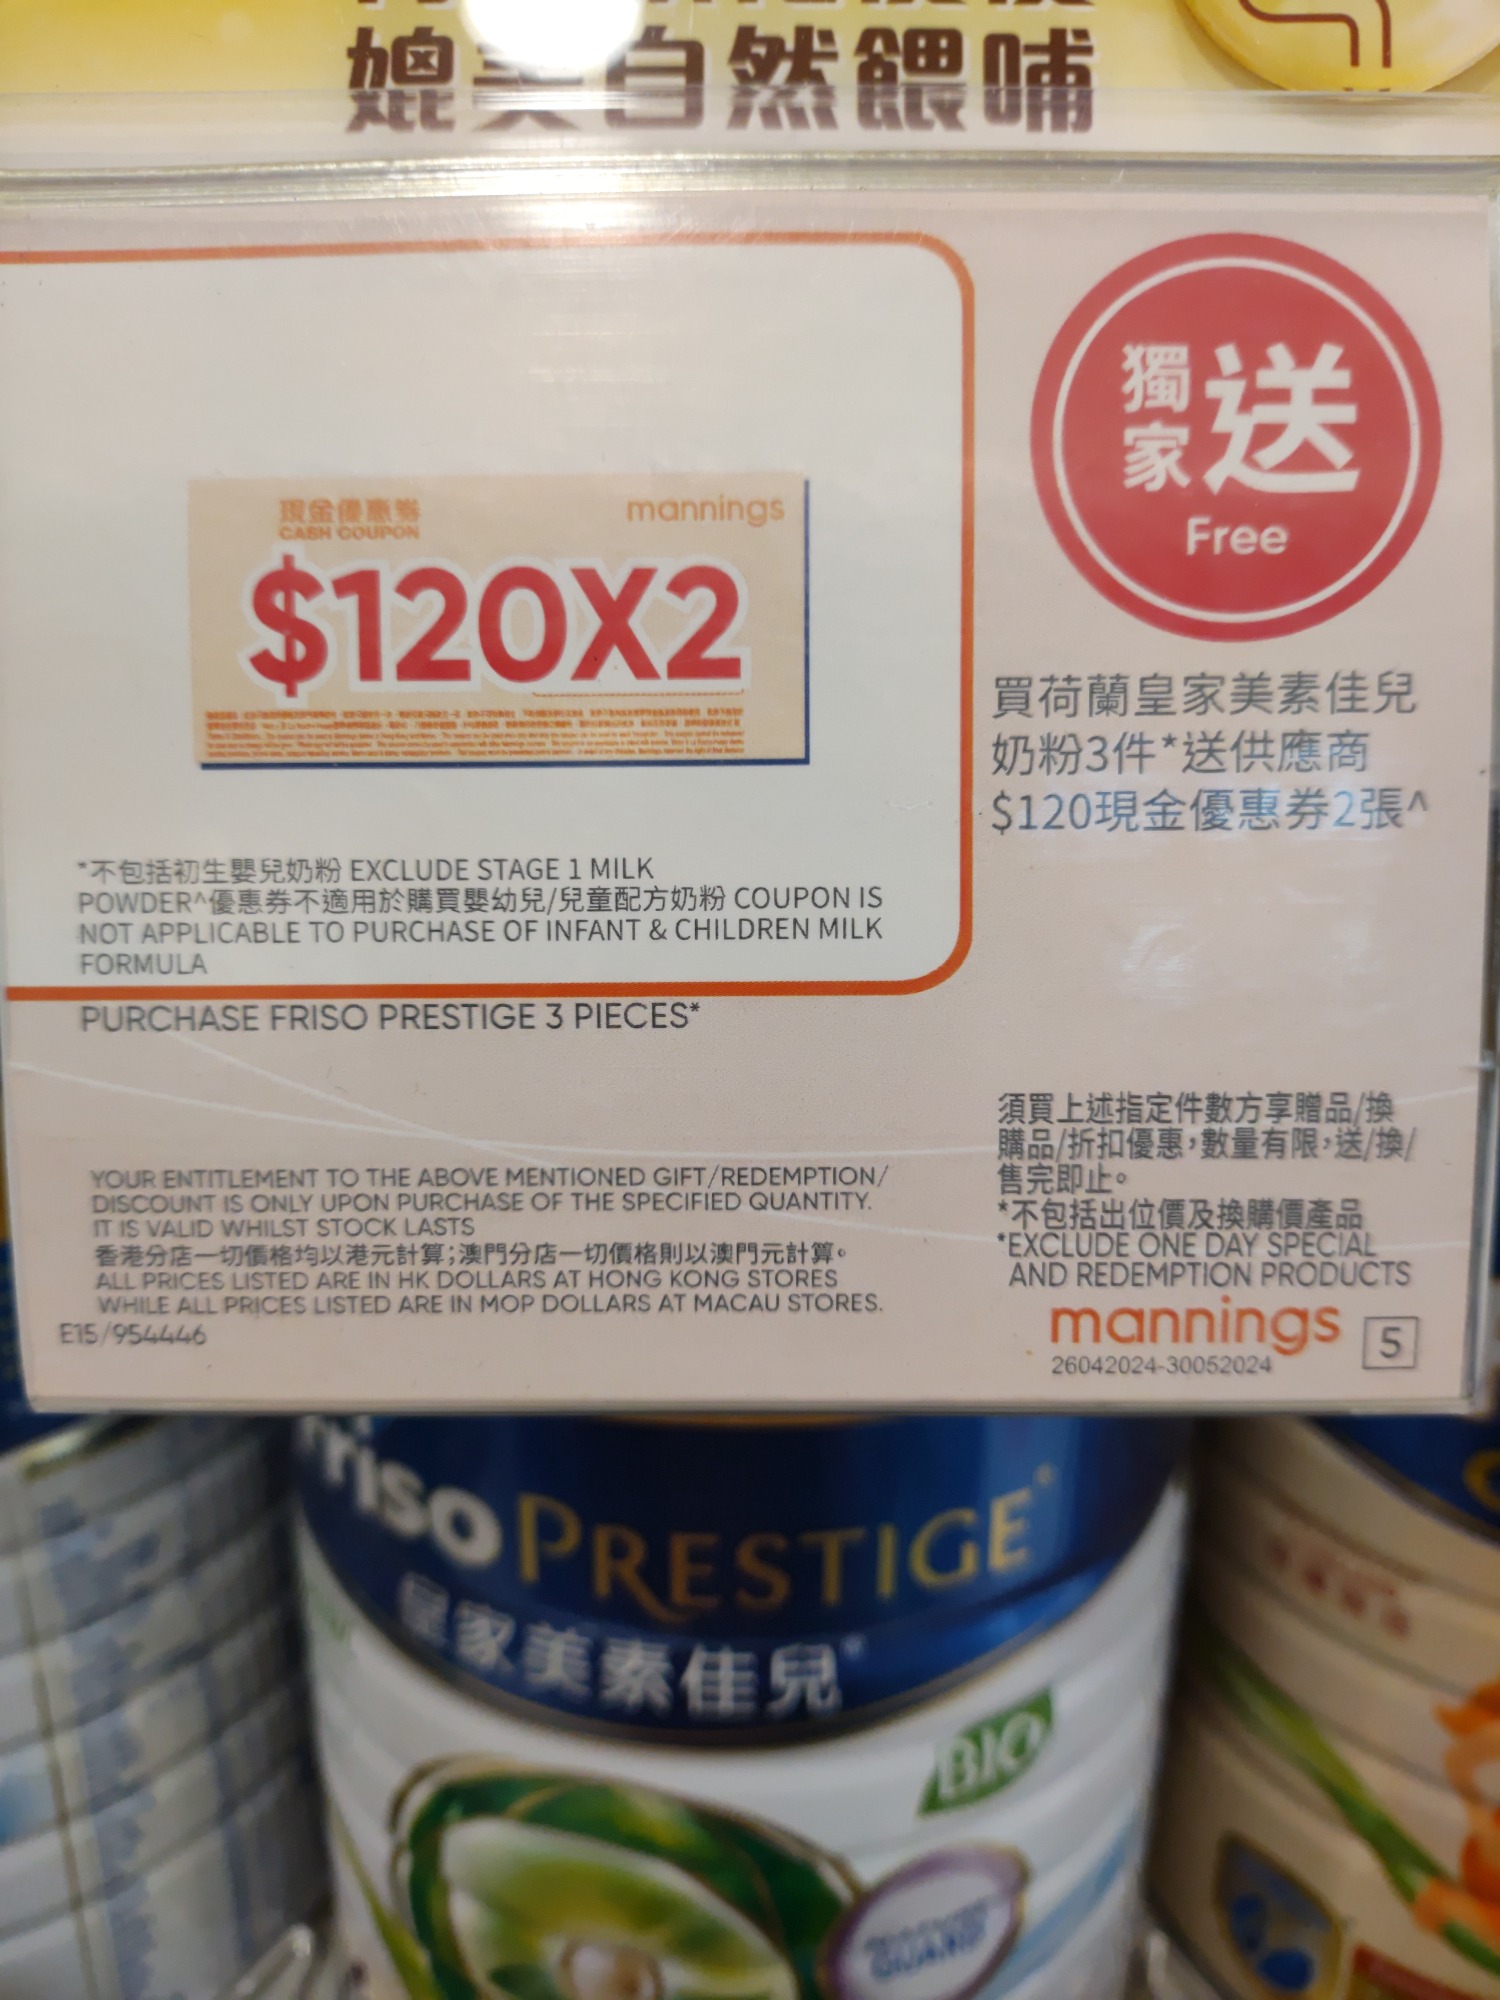 媲美自然餵哺
獨家送
Free
現金優惠券
CASH COUPON
mannings
$120X2
買荷蘭皇家美素佳兒
奶粉3件*送供應商
$120現金優惠券2張^
*不包括初生嬰兒奶粉 EXCLUDE STAGE 1 MILK
POWDER^優惠券不適用於購買嬰幼兒/兒童配方奶粉 COUPON IS
NOT APPLICABLE TO PURCHASE OF INFANT & CHILDREN MILK
FORMULA
PURCHASE FRISO PRESTIGE 3 PIECES*
YOUR ENTITLEMENT TO THE ABOVE MENTIONED GIFT/REDEMPTION/
DISCOUNT IS ONLY UPON PURCHASE OF THE SPECIFIED QUANTITY.
IT IS VALID WHILST STOCK LASTS
香港分店一切價格均以港元計算;澳門分店一切價格則以澳門元計算。
ALL PRICES LISTED ARE IN HK DOLLARS AT HONG KONG STORES
WHILE ALL PRICES LISTED ARE IN MOP DOLLARS AT MACAU STORES.
E15/954446
須買上述指定件數方享贈品/換
購品/折扣優惠,數量有限,送/換/
售完即止。
*不包括出位價及換購價產品
*EXCLUDE ONE DAY SPECIAL
AND REDEMPTION PRODUCTS
mannings
5
26042024-30052024
Friso PRESTIGE
皇家美素佳兒
BIO
GUARD